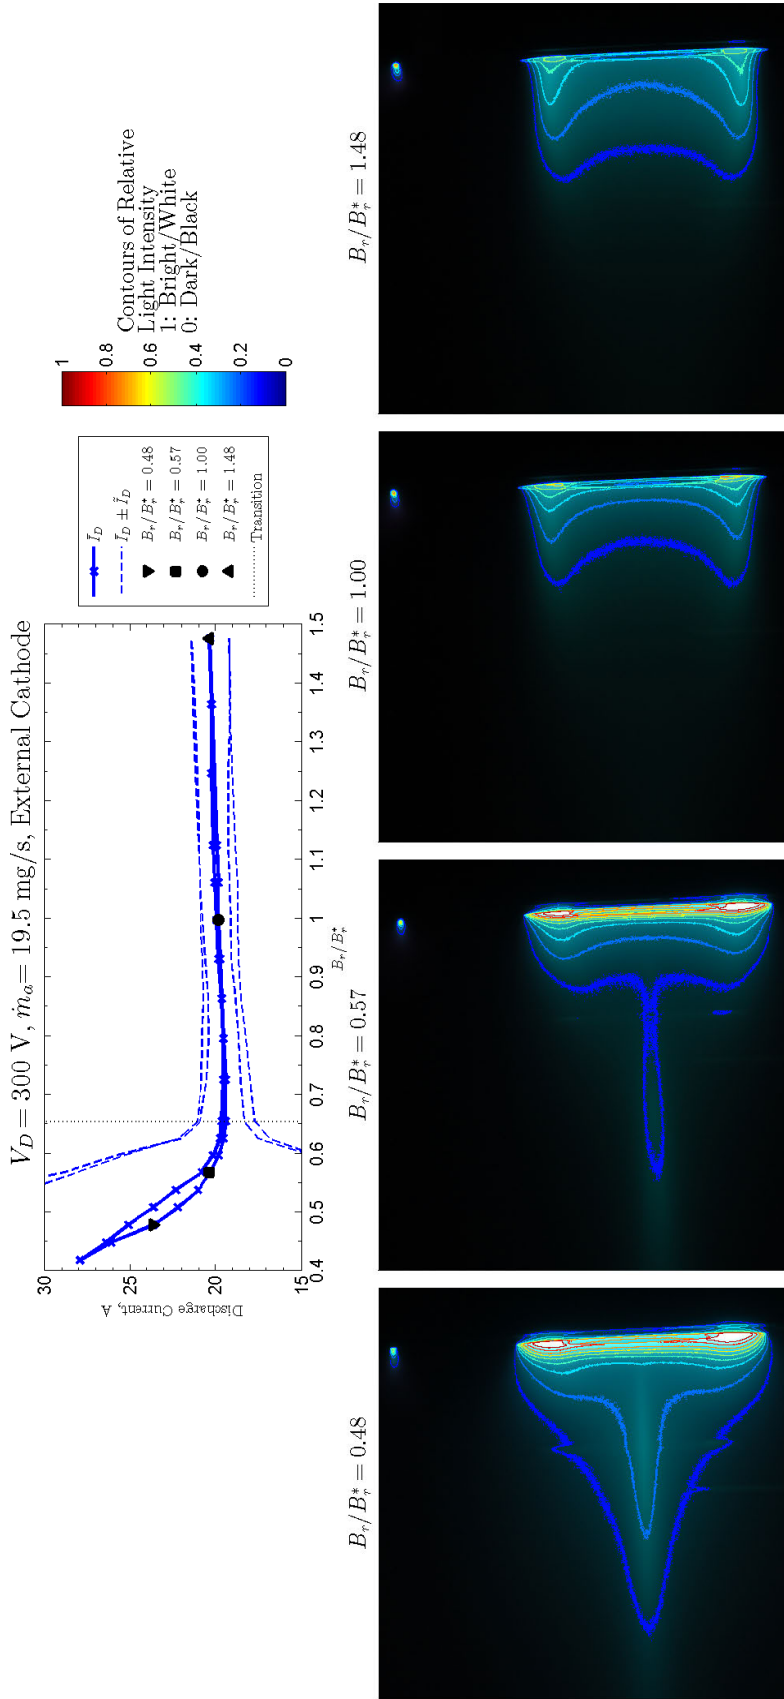 V_D = 300 V, ṁ_a = 19.5 mg/s, External Cathode
Discharge Current, A
30
25
20
15
0.4 0.5 0.6 0.7 0.8 0.9 1 1.1 1.2 1.3 1.4 1.5
B_r/B_r^*
Ī_D
Ī_D ± Ĩ_D
B_r/B_r^* = 0.48
B_r/B_r^* = 0.57
B_r/B_r^* = 1.00
B_r/B_r^* = 1.48
Transition
1
0.8
0.6
0.4
0.2
0
Contours of Relative
Light Intensity
1: Bright/White
0: Dark/Black
B_r/B_r^* = 0.48
B_r/B_r^* = 0.57
B_r/B_r^* = 1.00
B_r/B_r^* = 1.48